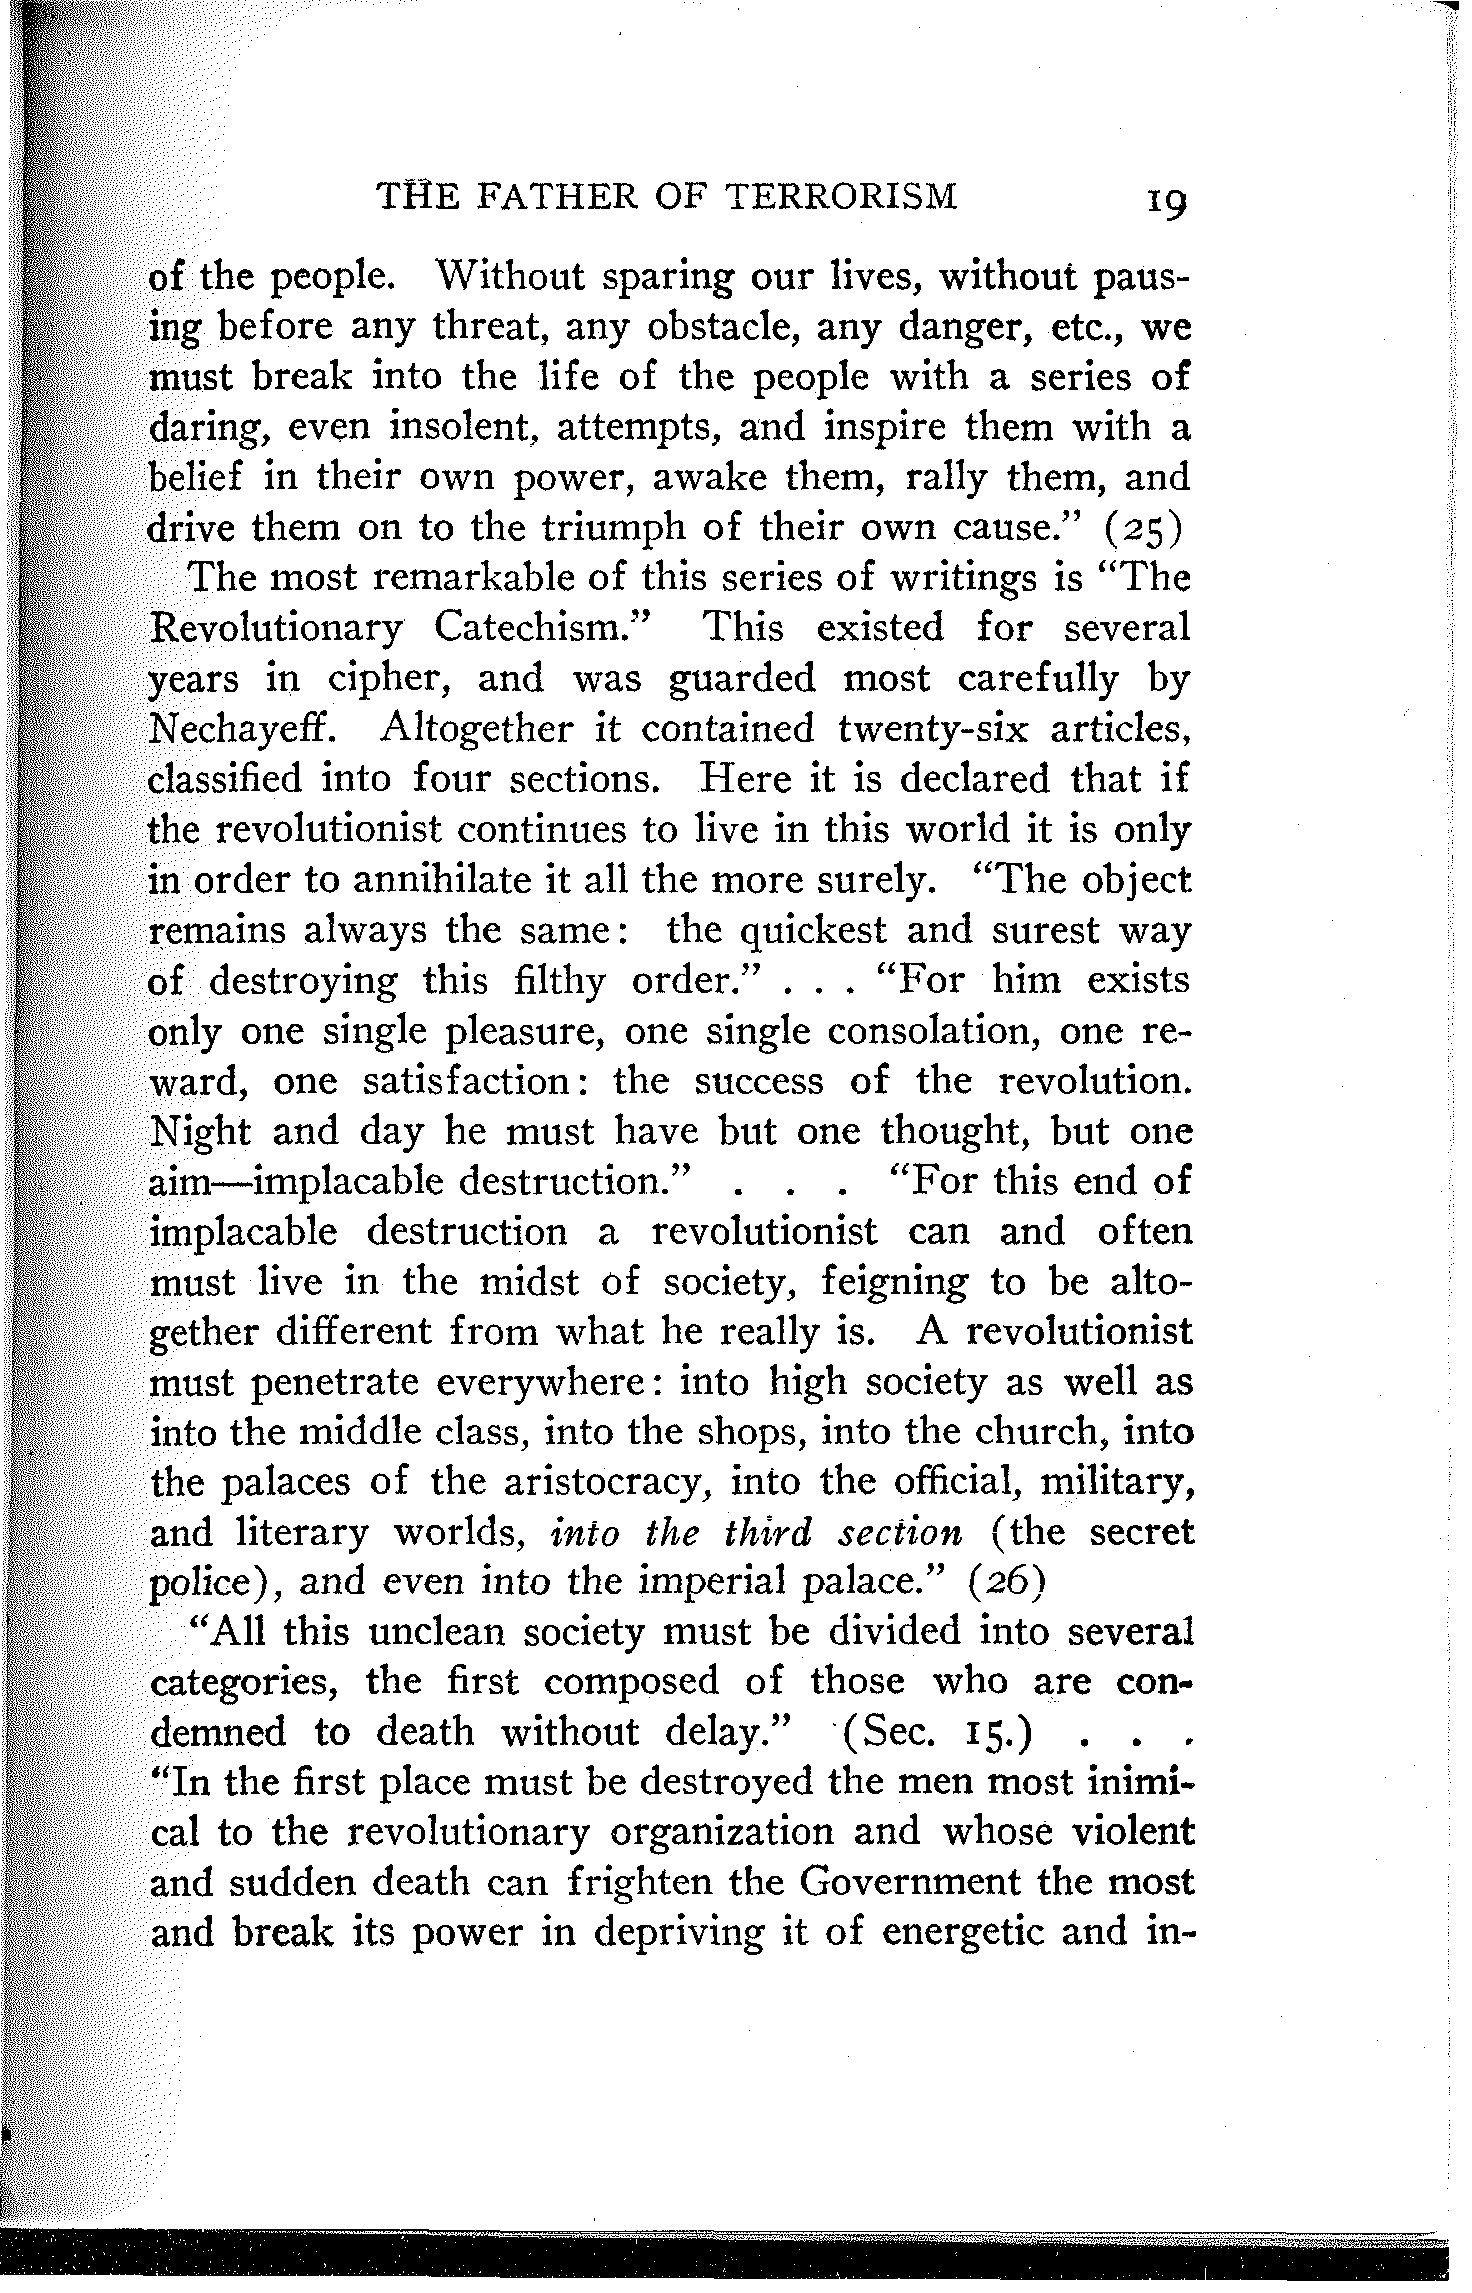 THE FATHER OF TERRORISM 19
of the people. Without sparing our lives, without paus-
ing before any threat, any obstacle, any danger, etc., we
must break into the life of the people with a series of
daring, even insolent, attempts, and inspire them with a
belief in their own power, awake them, rally them, and
drive them on to the triumph of their own cause.” (25)
The most remarkable of this series of writings is “The
Revolutionary Catechism.” This existed for several
years in cipher, and was guarded most carefully by
Nechayeff. Altogether it contained twenty-six articles,
classified into four sections. Here it is declared that if
the revolutionist continues to live in this world it is only
in order to annihilate it all the more surely. “The object
remains always the same: the quickest and surest way
of destroying this filthy order.” . . . “For him exists
only one single pleasure, one single consolation, one re-
ward, one satisfaction: the success of the revolution.
Night and day he must have but one thought, but one
aim—implacable destruction.” . . . “For this end of
implacable destruction a revolutionist can and often
must live in the midst of society, feigning to be alto-
gether different from what he really is. A revolutionist
must penetrate everywhere: into high society as well as
into the middle class, into the shops, into the church, into
the palaces of the aristocracy, into the official, military,
and literary worlds, into the third section (the secret
police), and even into the imperial palace.” (26)
“All this unclean society must be divided into several
categories, the first composed of those who are con-
demned to death without delay.” (Sec. 15.) . . .
“In the first place must be destroyed the men most inimi-
cal to the revolutionary organization and whose violent
and sudden death can frighten the Government the most
and break its power in depriving it of energetic and in-